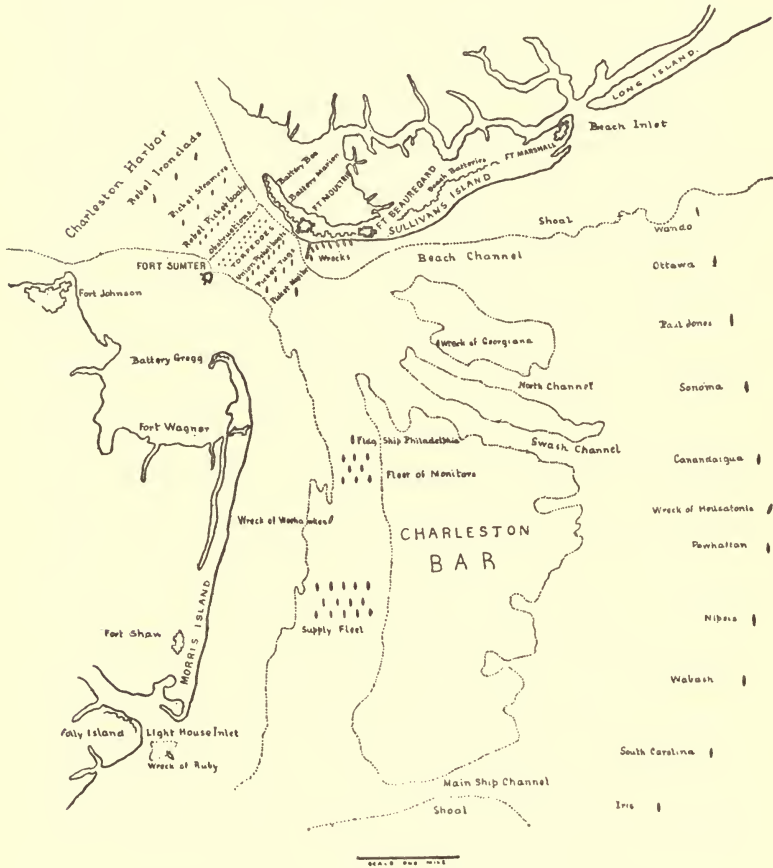 LONG ISLAND.
Beach Inlet
Charleston Harbor
Rebel Ironclads
Picket Steamers
Rebel Picket boats
Obstructions
TORPEDOES
Union Picket boats
Picket Tugs
Picket Monitors
Battery Bee
Battery Marion
FT MOULTRIE
FT BEAUREGARD
Beach Batteries
FT MARSHALL
SULLIVANS ISLAND
Wrecks
Shoal
Beach Channel
Wando
Ottawa
Paul Jones
Sonoma
Canandaigua
Wreck of Housatonic
Powhattan
Nipsis
Wabash
South Carolina
Iris
FORT SUMTER
Fort Johnson
Battery Gregg
Fort Wagner
Wreck of Georgiana
North Channel
Swash Channel
Flag Ship Philadelphia
Fleet of Monitors
Wreck of Weehawken
CHARLESTON
BAR
Supply Fleet
Fort Shaw
MORRIS ISLAND
Folly Island
Light House Inlet
Wreck of Ruby
Main Ship Channel
Shoal
SCALE ONE MILE